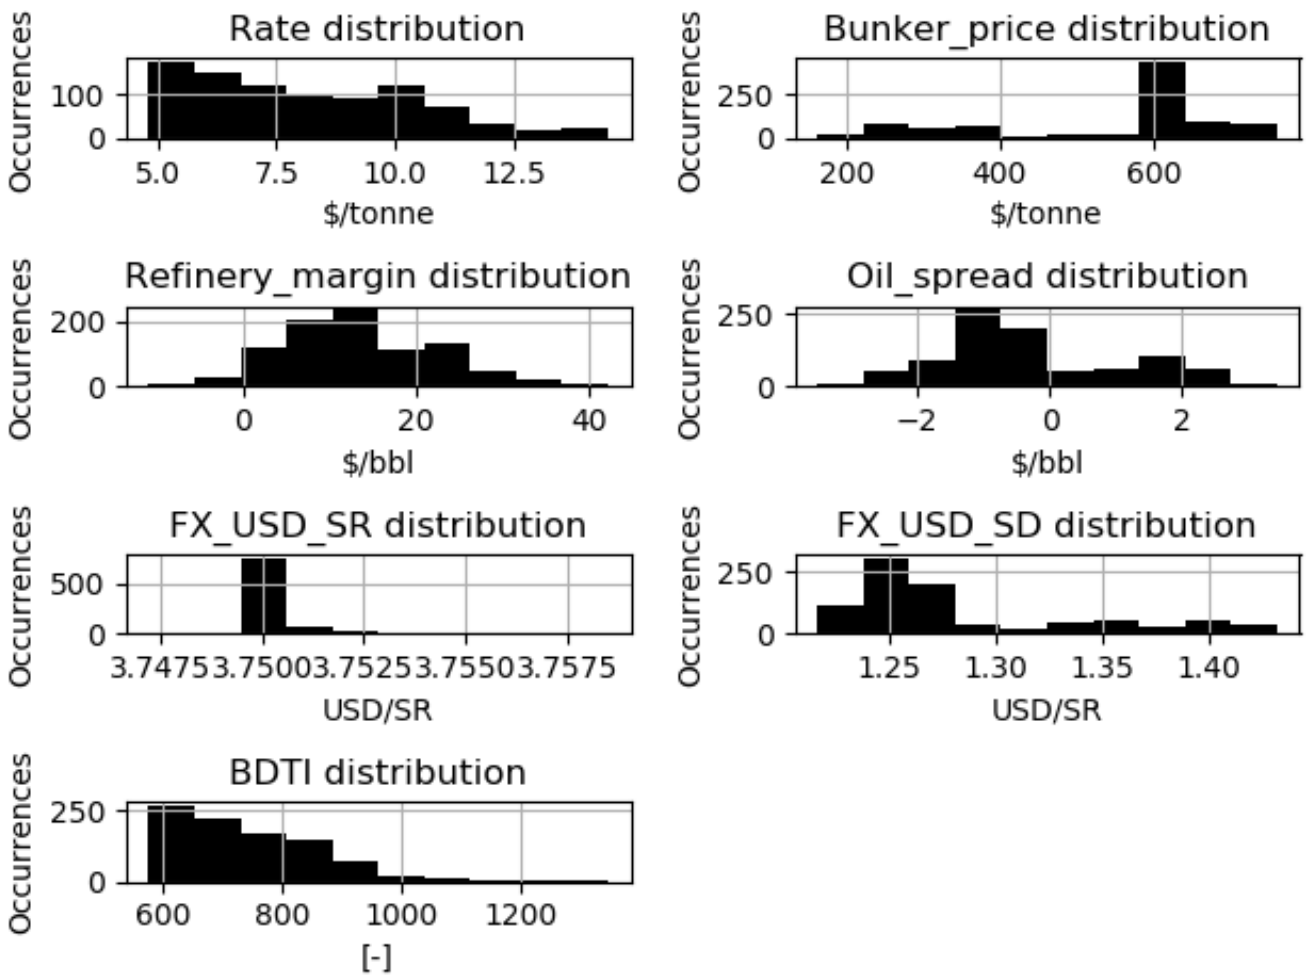 Rate distribution
Occurrences
100
0
5.0 7.5 10.0 12.5
$/tonne
Bunker_price distribution
Occurrences
250
0
200 400 600
$/tonne
Refinery_margin distribution
Occurrences
200
0
0 20 40
$/bbl
Oil_spread distribution
Occurrences
250
0
−2 0 2
$/bbl
FX_USD_SR distribution
Occurrences
500
0
3.7475 3.7500 3.7525 3.7550 3.7575
USD/SR
FX_USD_SD distribution
Occurrences
250
0
1.25 1.30 1.35 1.40
USD/SR
BDTI distribution
Occurrences
250
0
600 800 1000 1200
[-]